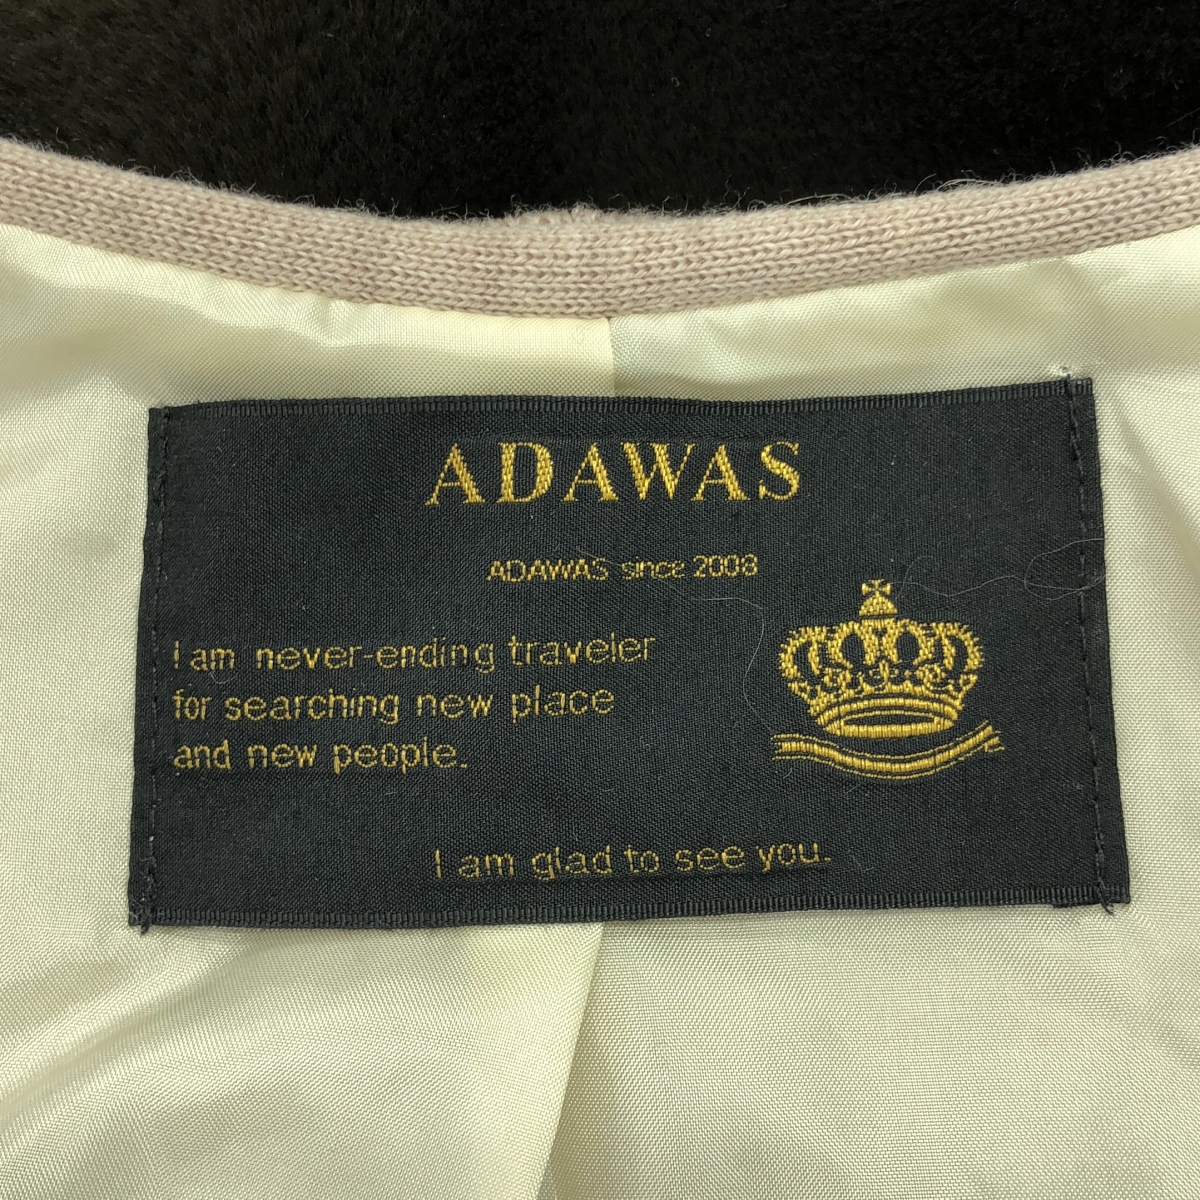 ADAWAS
ADAWAS since 2008
I am never-ending traveler
for searching new place
and new people.
I am glad to see you.